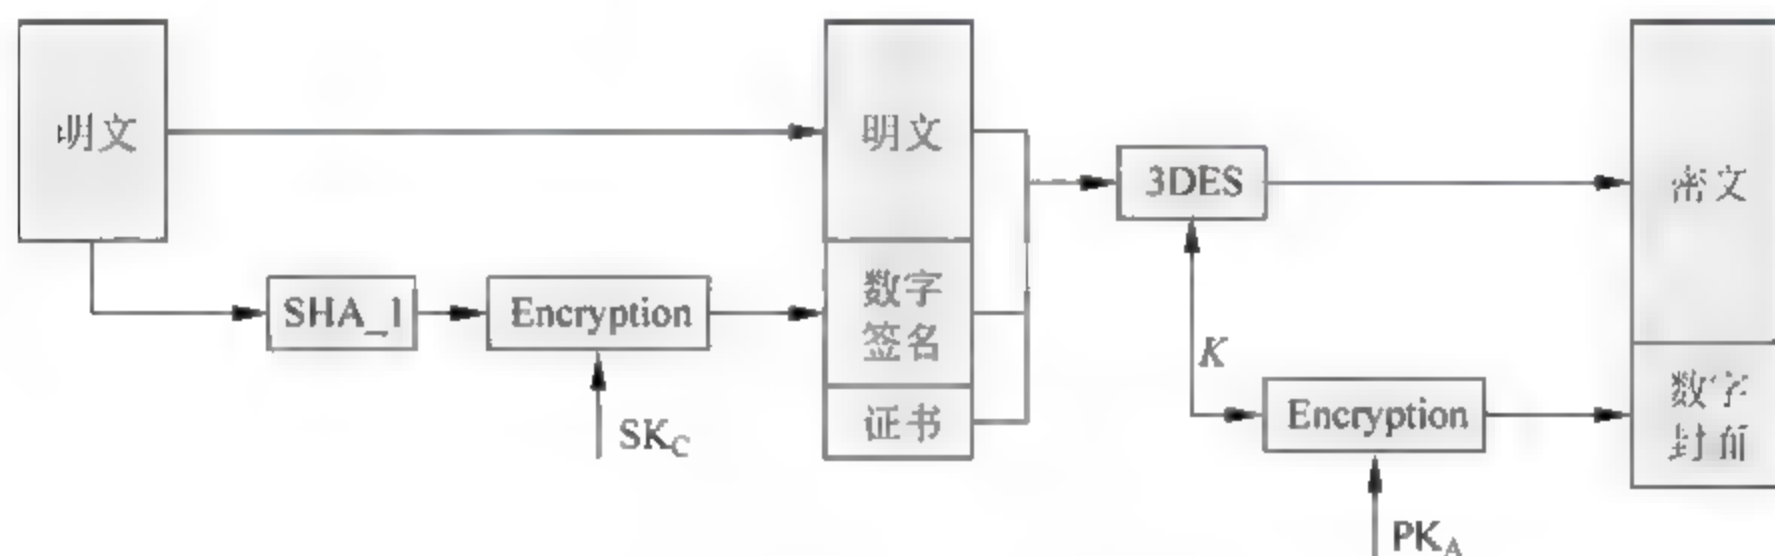 明文
明文
3DES
密文
SHA_1
Encryption
数字
签名
K
数字
封面
Encryption
证书
SK_C
PK_A